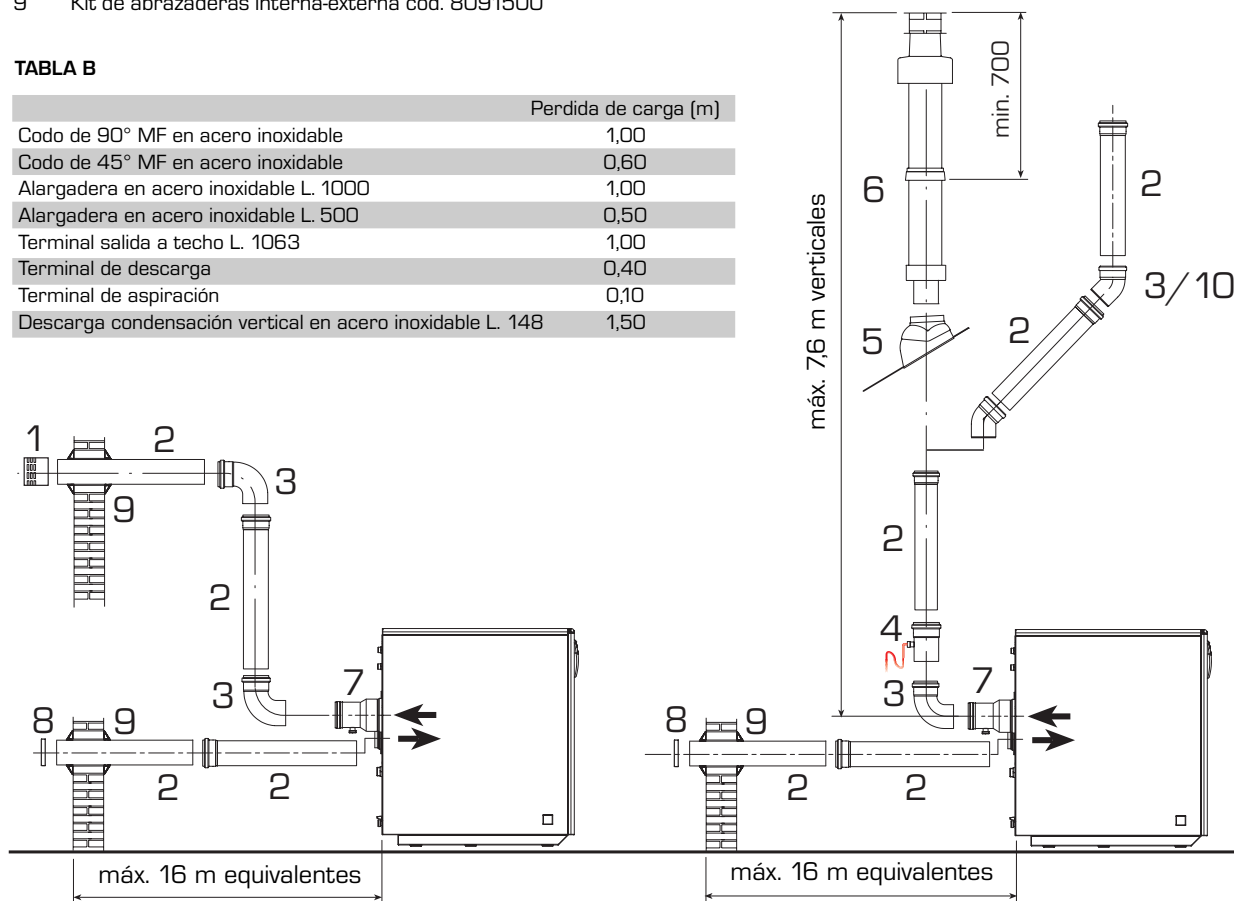 9 Kit de abrazaderas interna-externa cod. 8091500
TABLA B
Perdida de carga (m)
Codo de 90° MF en acero inoxidable 1,00
Codo de 45° MF en acero inoxidable 0,60
Alargadera en acero inoxidable L. 1000 1,00
Alargadera en acero inoxidable L. 500 0,50
Terminal salida a techo L. 1063 1,00
Terminal de descarga 0,40
Terminal de aspiración 0,10
Descarga condensación vertical en acero inoxidable L. 148 1,50
1
2
9
3
2
3
7
8
9
2
2
máx. 16 m equivalentes
máx. 7,6 m verticales
min. 700
6
2
3/10
2
5
2
4
3
7
8
9
2
2
máx. 16 m equivalentes